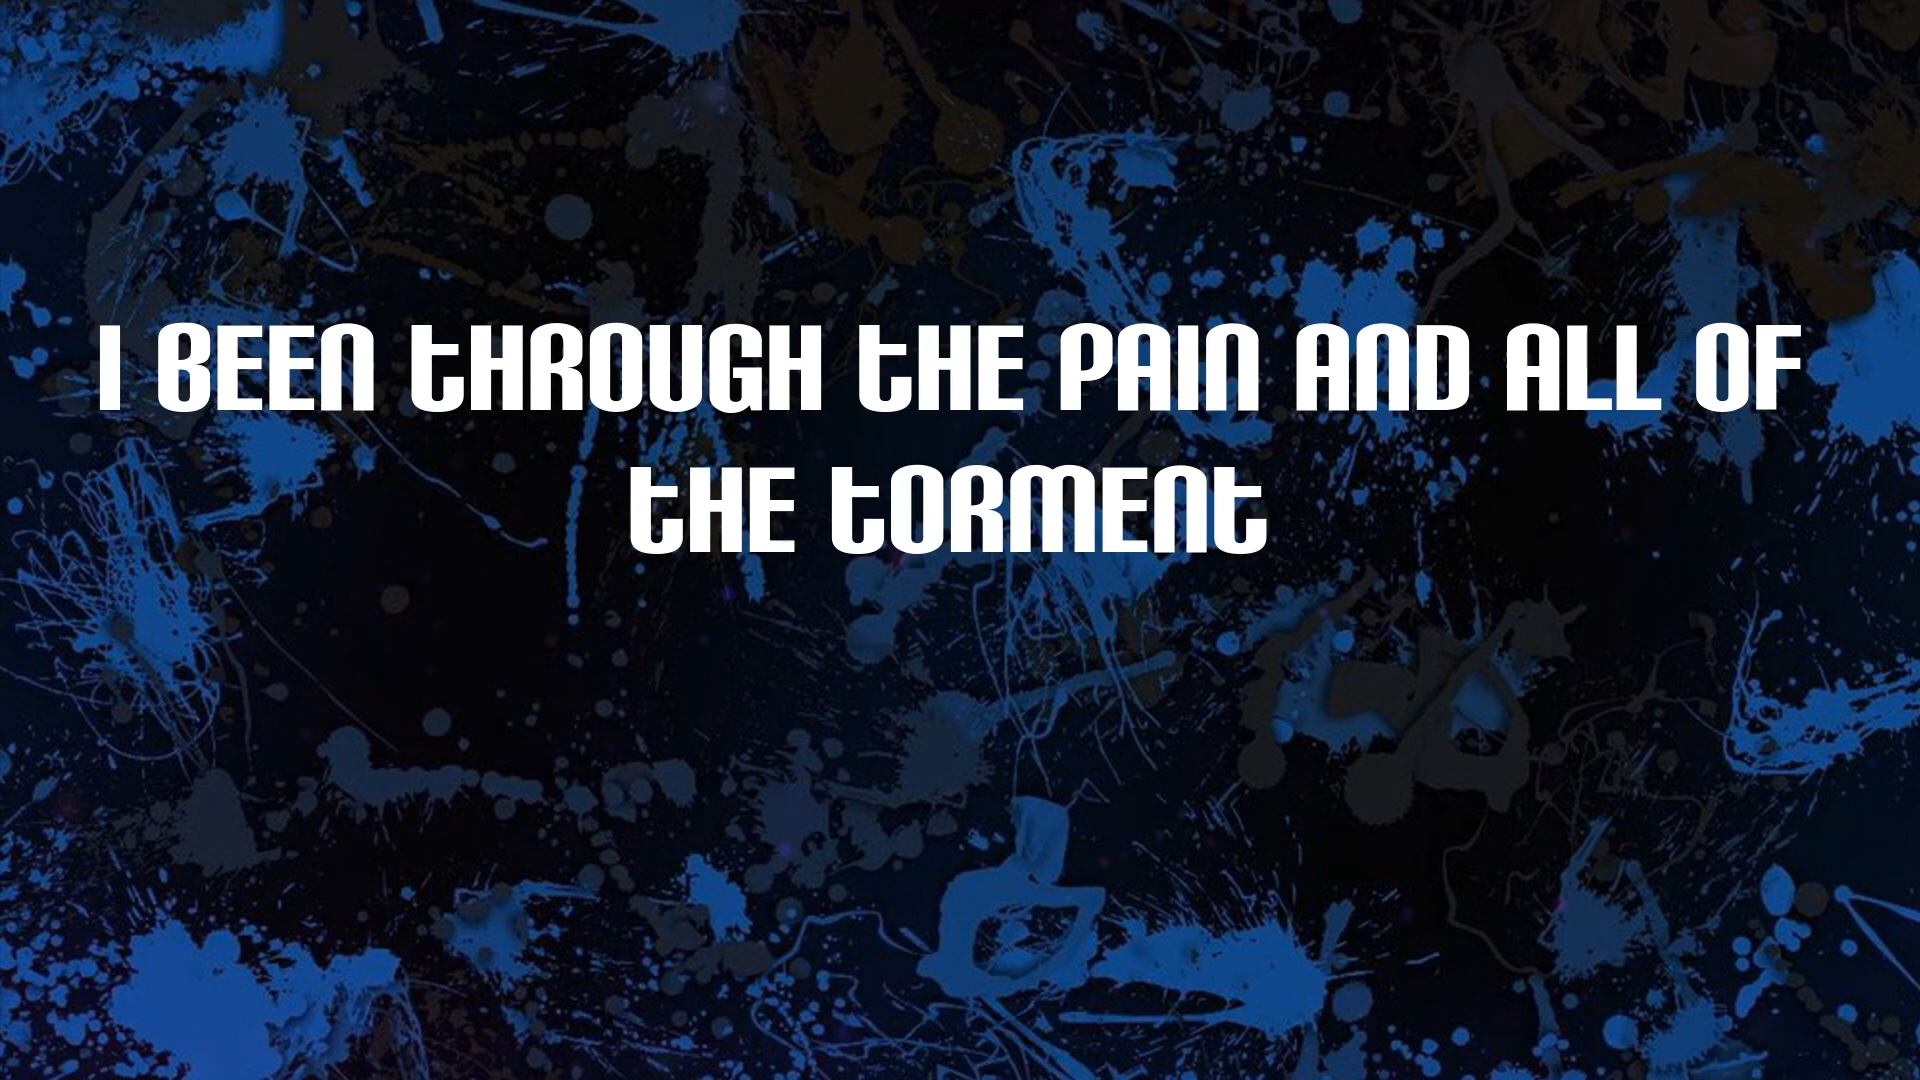 I BEEN THROUGH THE PAIN AND ALL OF
THE TORMENT